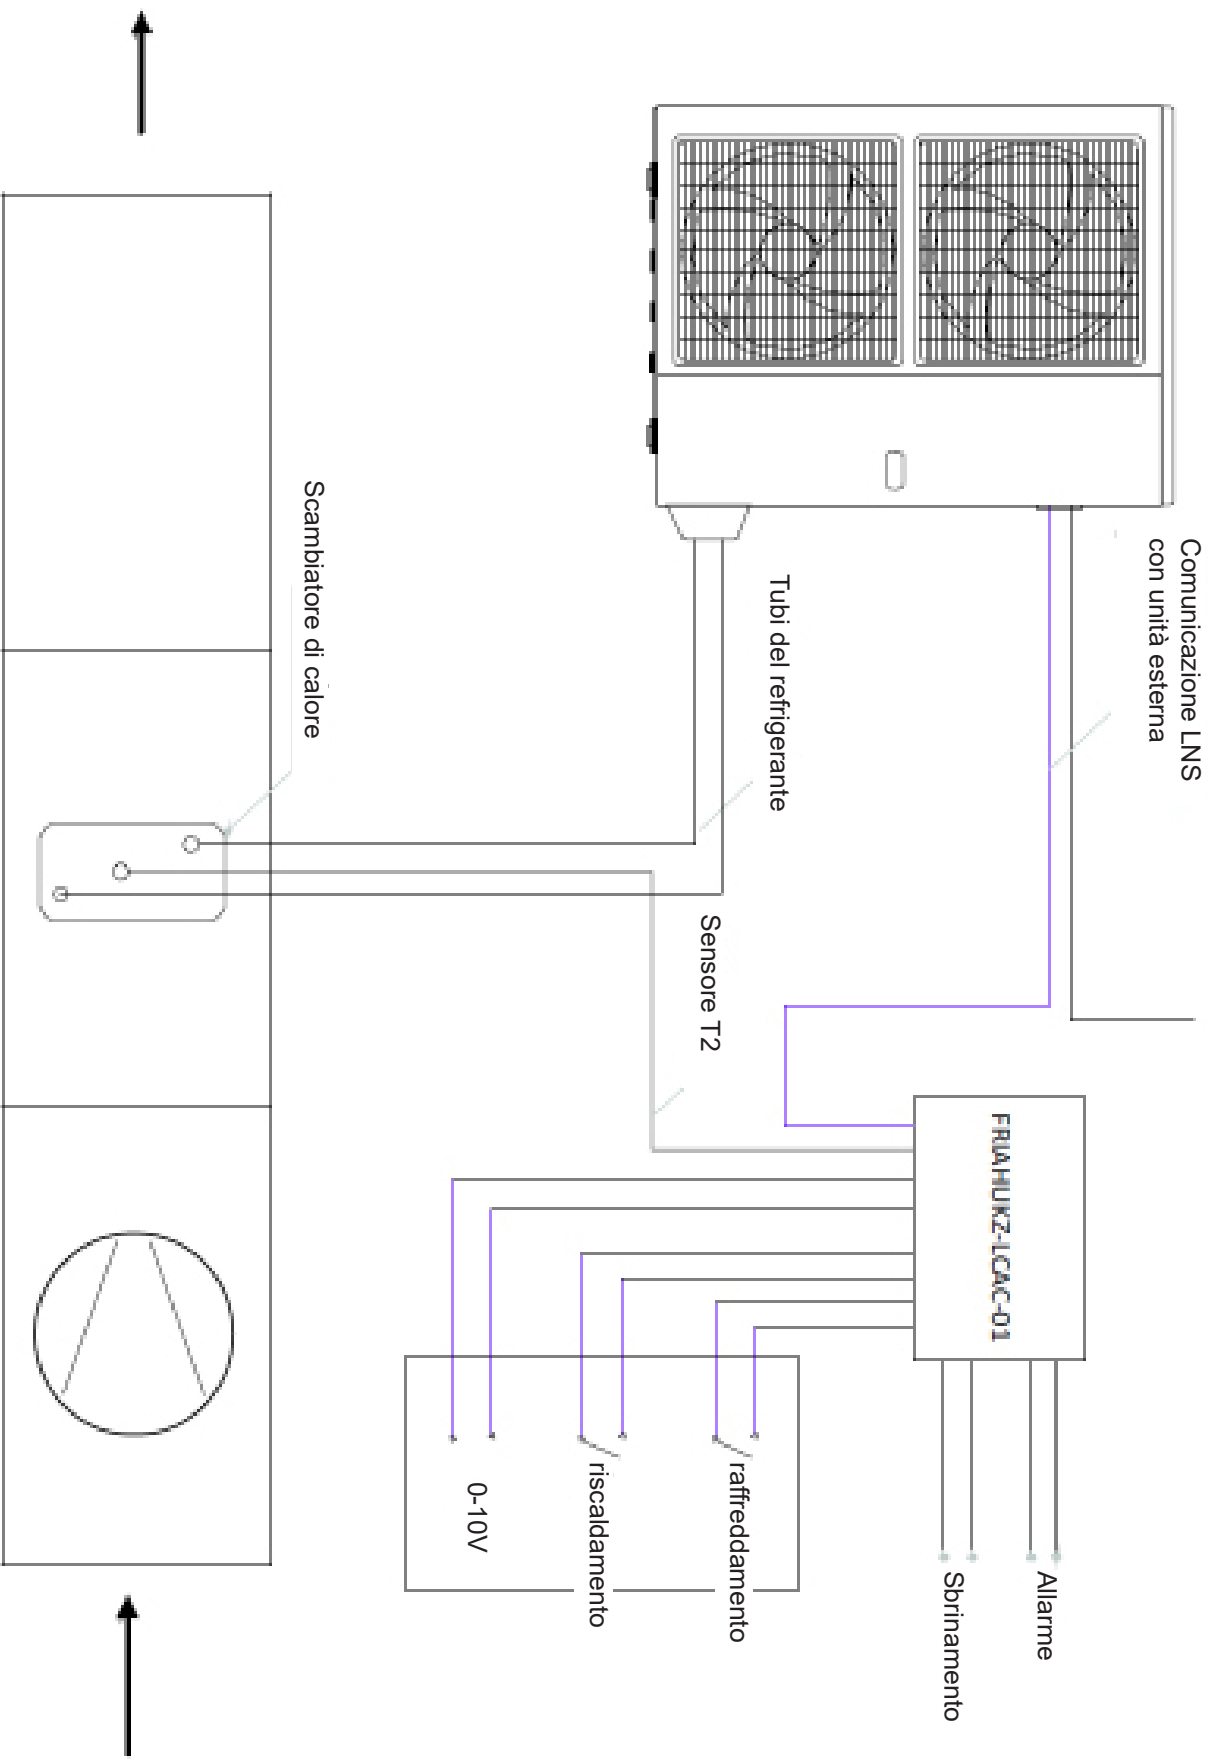 Comunicazione LNS
con unità esterna
Tubi del refrigerante
Scambiatore di calore
Sensore T2
FRIAHUKZ-LCAC-01
Allarme
Sbrinamento
raffreddamento
riscaldamento
0-10V